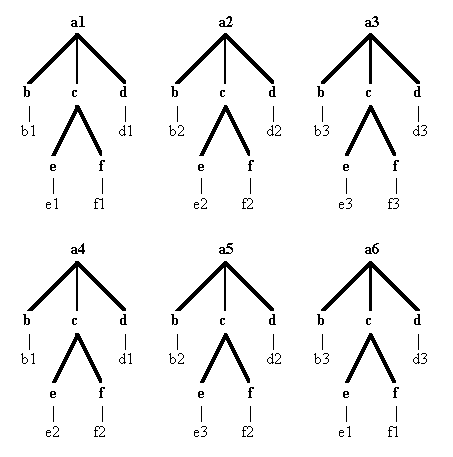 a1 a2 a3
b c d b c d b c d
b1 d1 b2 d2 b3 d3
e f e f e f
e1 f1 e2 f2 e3 f3
a4 a5 a6
b c d b c d b c d
b1 d1 b2 d2 b3 d3
e f e f e f
e2 f2 e3 f2 e1 f1